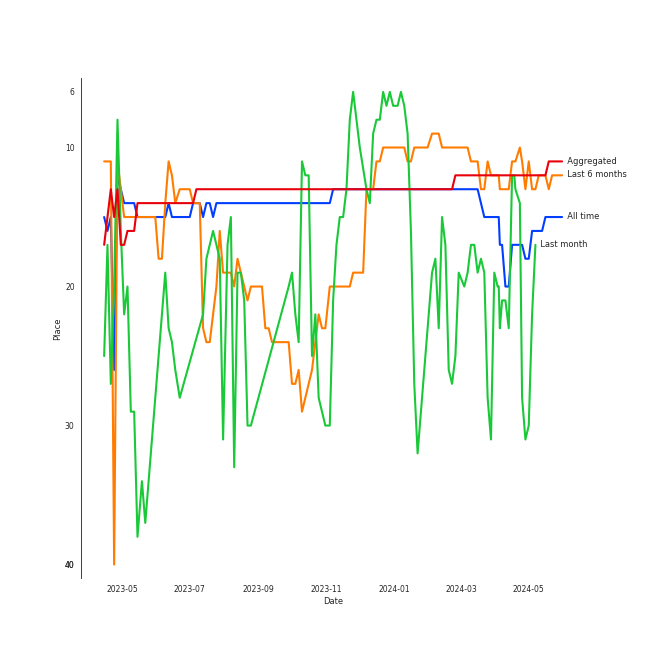 6
10
20
30
40
Place
2023-05 2023-07 2023-09 2023-11 2024-01 2024-03 2024-05
Date
Aggregated
Last 6 months
All time
Last month